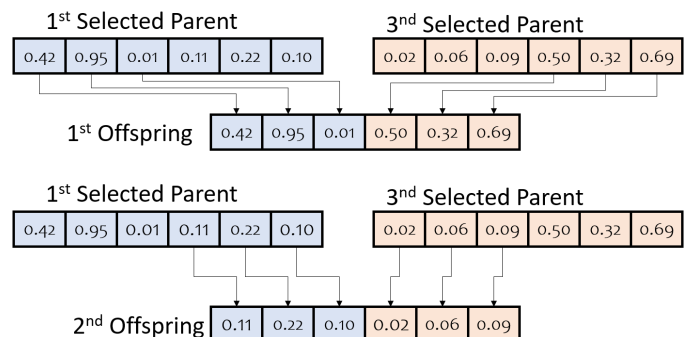 1st Selected Parent 3nd Selected Parent
0.42 0.95 0.01 0.11 0.22 0.10 0.02 0.06 0.09 0.50 0.32 0.69
1st Offspring 0.42 0.95 0.01 0.50 0.32 0.69
1st Selected Parent 3nd Selected Parent
0.42 0.95 0.01 0.11 0.22 0.10 0.02 0.06 0.09 0.50 0.32 0.69
2nd Offspring 0.11 0.22 0.10 0.02 0.06 0.09